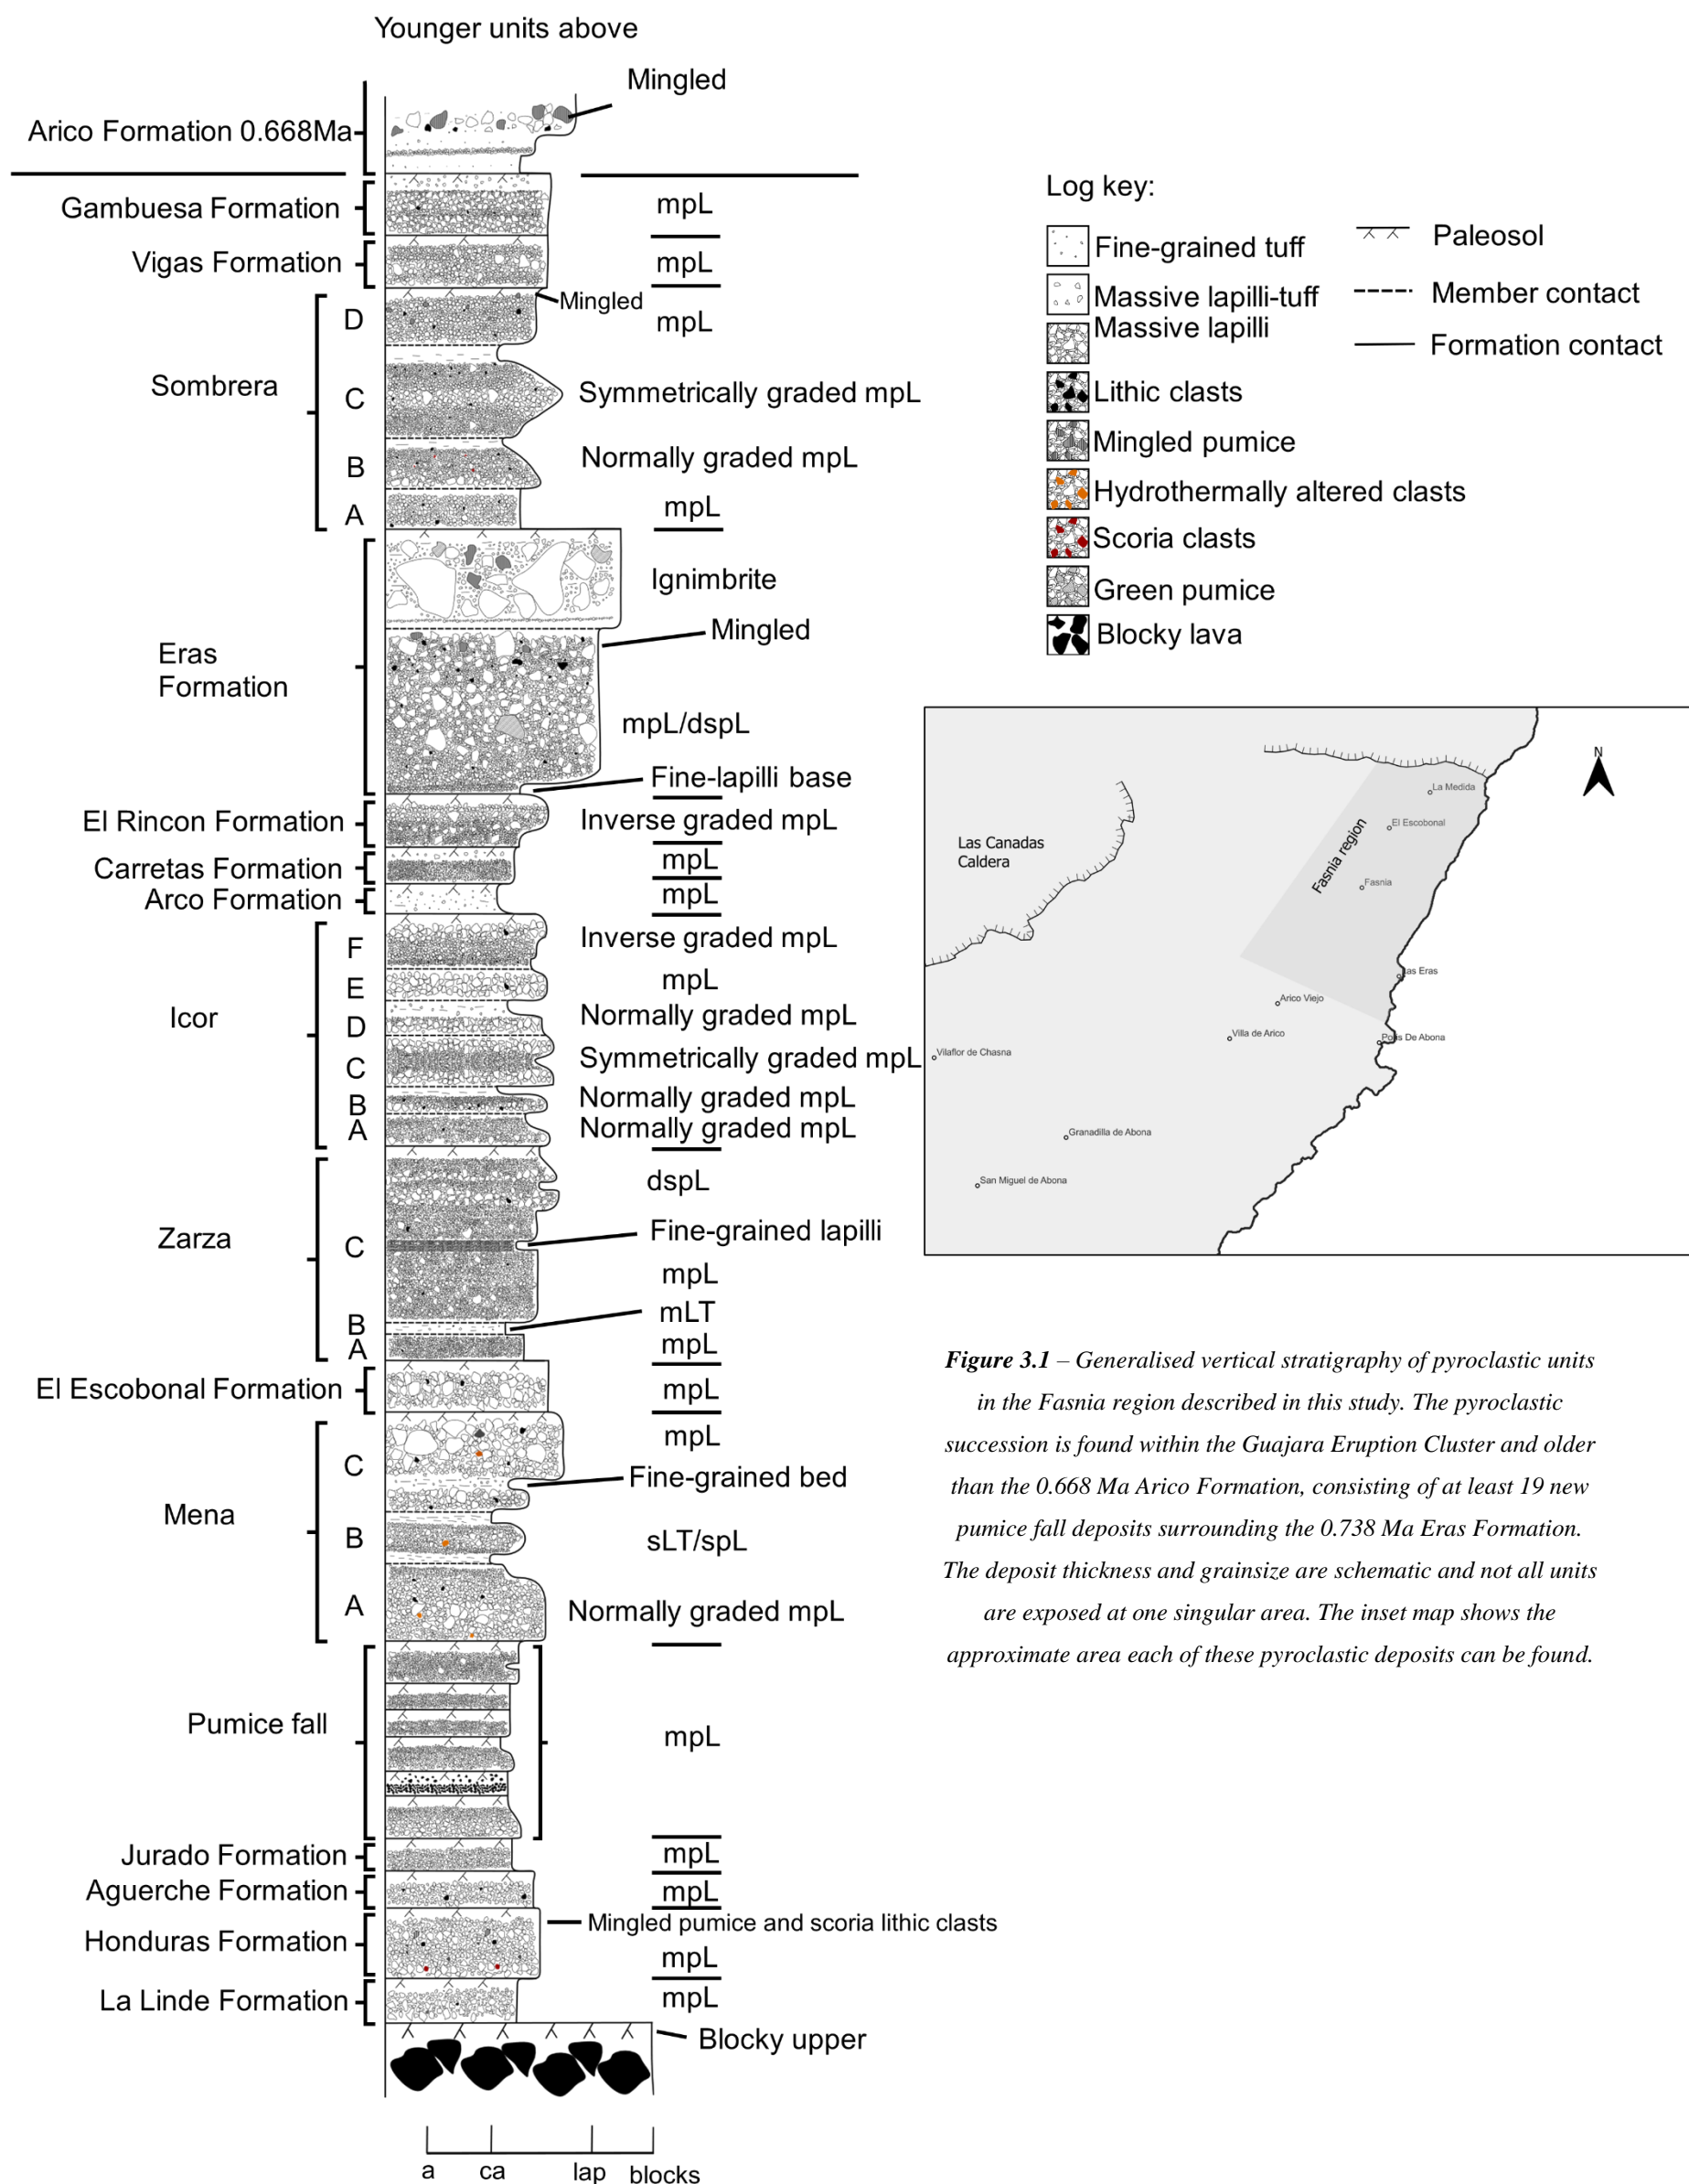 Younger units above
Mingled
Arico Formation 0.668Ma
Gambuesa Formation
mpL
Vigas Formation
mpL
Mingled
D
mpL
Sombrera
C
Symmetrically graded mpL
B
Normally graded mpL
A
mpL
Ignimbrite
Mingled
Eras
Formation
mpL/dspL
Fine-lapilli base
El Rincon Formation
Inverse graded mpL
Carretas Formation
mpL
Arco Formation
mpL
F
Inverse graded mpL
E
mpL
Icor
D
Normally graded mpL
C
Symmetrically graded mpL
B
Normally graded mpL
A
Normally graded mpL
dspL
Zarza
C
Fine-grained lapilli
mpL
B
mLT
A
mpL
El Escobonal Formation
mpL
mpL
C
Fine-grained bed
Mena
B
sLT/spL
A
Normally graded mpL
Pumice fall
mpL
Jurado Formation
mpL
Aguerche Formation
mpL
Mingled pumice and scoria lithic clasts
Honduras Formation
mpL
La Linde Formation
mpL
Blocky upper
a
ca
lap
blocks
Log key:
Fine-grained tuff
Massive lapilli-tuff
Massive lapilli
Lithic clasts
Mingled pumice
Hydrothermally altered clasts
Scoria clasts
Green pumice
Blocky lava
Paleosol
Member contact
Formation contact
N
La Medida
El Escobonal
Las Canadas
Caldera
Fasnia region
Fasnia
Las Eras
Arico Viejo
Villa de Arico
Poris De Abona
Vilaflor de Chasna
Granadilla de Abona
San Miguel de Abona
Figure 3.1 – Generalised vertical stratigraphy of pyroclastic units
in the Fasnia region described in this study. The pyroclastic
succession is found within the Guajara Eruption Cluster and older
than the 0.668 Ma Arico Formation, consisting of at least 19 new
pumice fall deposits surrounding the 0.738 Ma Eras Formation.
The deposit thickness and grainsize are schematic and not all units
are exposed at one singular area. The inset map shows the
approximate area each of these pyroclastic deposits can be found.